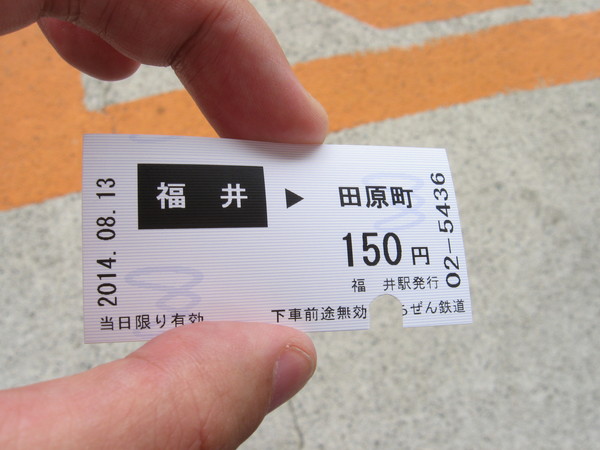 2014.08.13
福 井 ▶ 田原町
150円
福 井駅発行
当日限り有効 下車前途無効 ちぜん鉄道
02-5436